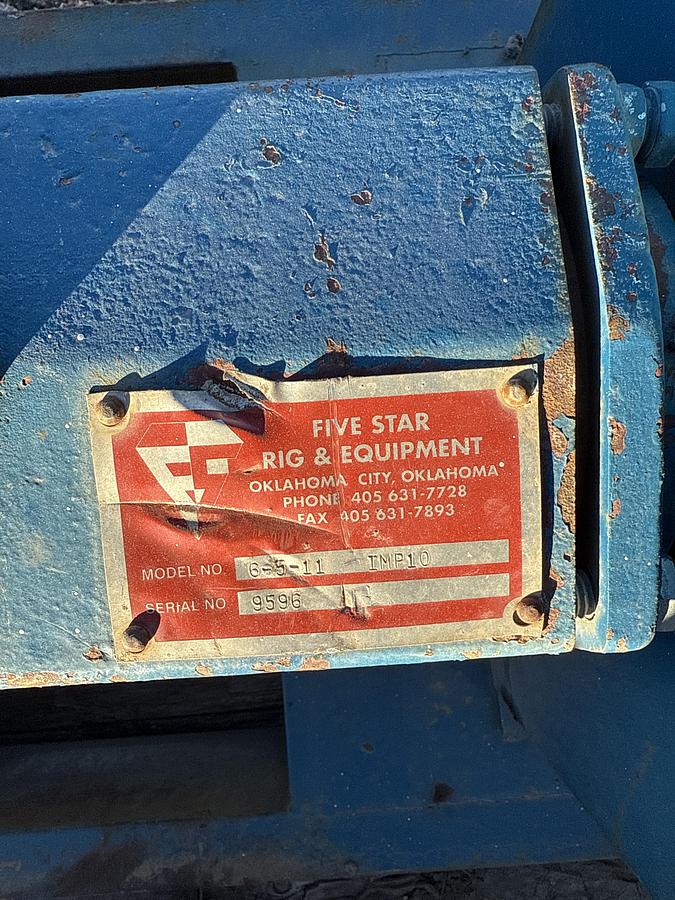 FIVE STAR
RIG & EQUIPMENT
OKLAHOMA CITY, OKLAHOMA
PHONE 405 631-7728
FAX 405 631-7893
MODEL NO. 6-5-11 IMP10
SERIAL NO. 9596